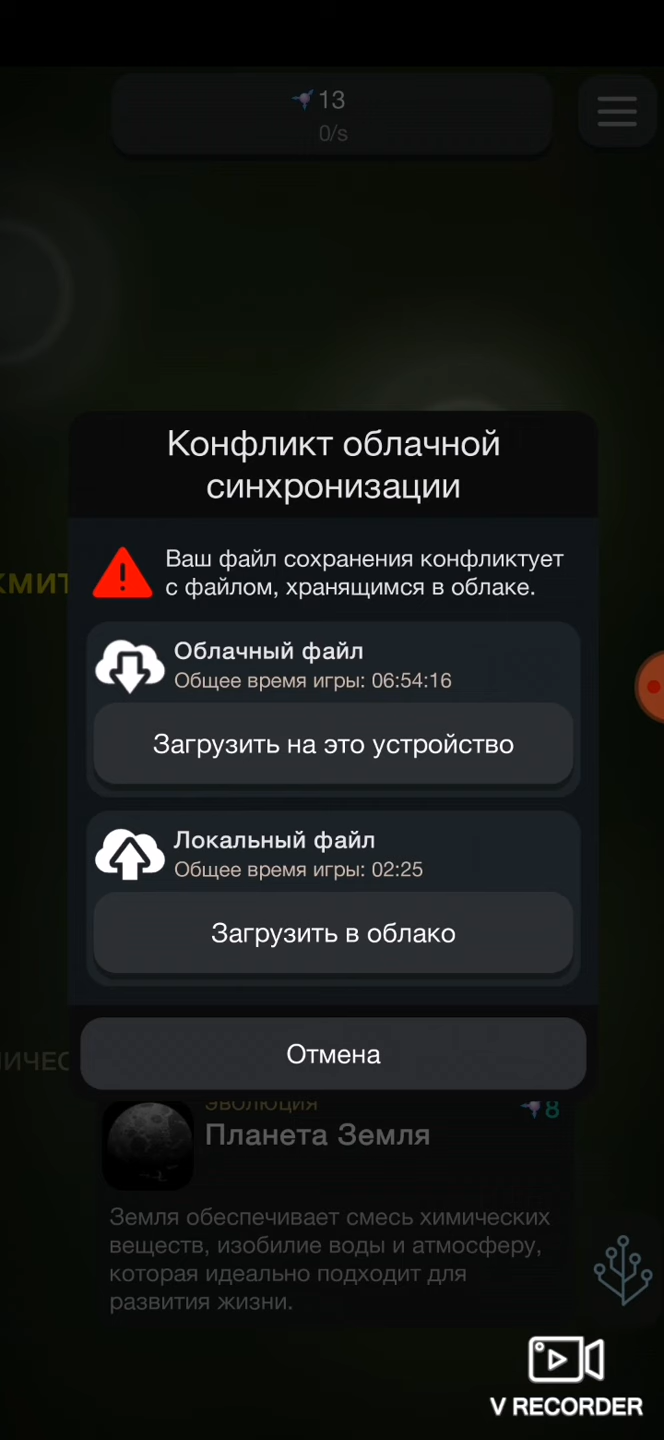 13
0/s
Конфликт облачной
синхронизации
Ваш файл сохранения конфликтует
с файлом, хранящимся в облаке.
Облачный файл
Общее время игры: 06:54:16
Загрузить на это устройство
Локальный файл
Общее время игры: 02:25
Загрузить в облако
Отмена
ЭВОЛЮЦИЯ
8
Планета Земля
Земля обеспечивает смесь химических
веществ, изобилие воды и атмосферу,
которая идеально подходит для
развития жизни.
V RECORDER